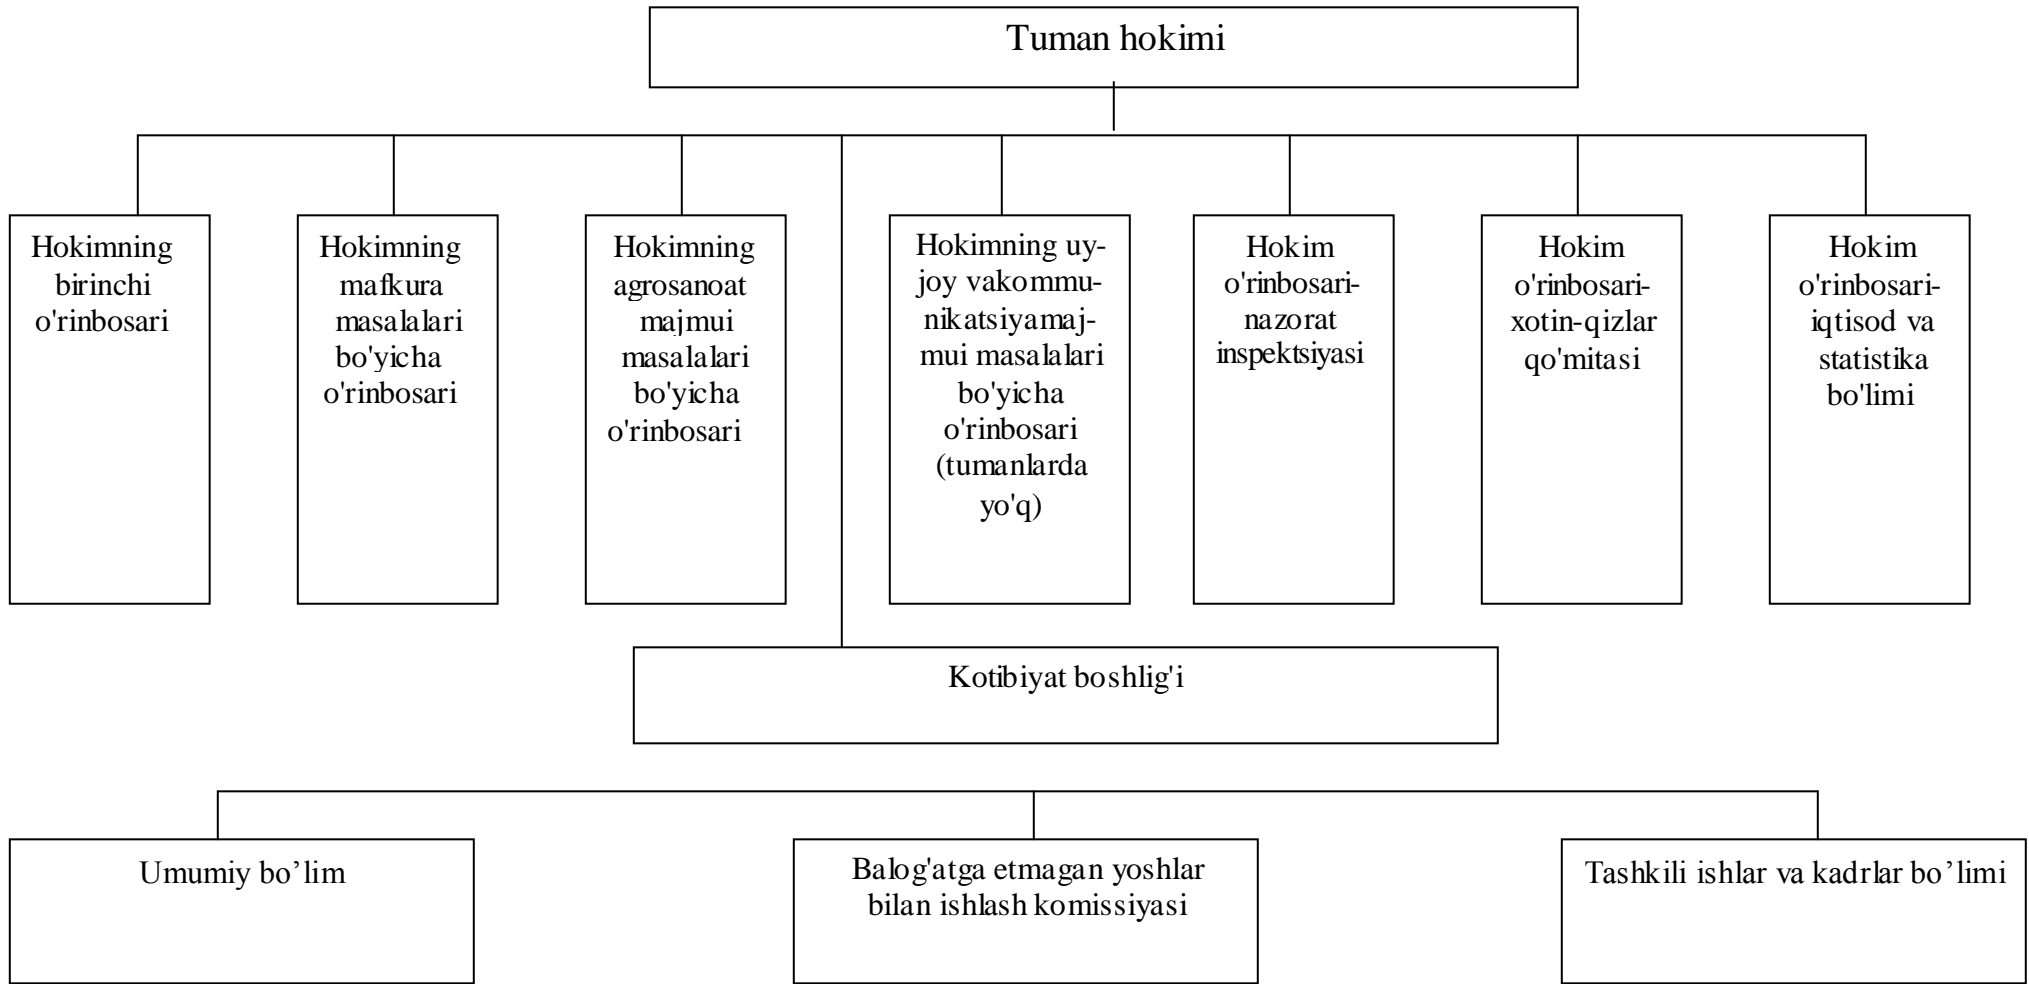 Tuman hokimi
Hokimning
birinchi
o'rinbosari
Hokimning
mafkura
masalalari
bo'yicha
o'rinbosari
Hokimning
agrosanoat
majmui
masalalari
bo'yicha
o'rinbosari
Hokimning uy-
joy vakommu-
nikatsiyamaj-
mui masalalari
bo'yicha
o'rinbosari
(tumanlarda
yo'q)
Hokim
o'rinbosari-
nazorat
inspektsiyasi
Hokim
o'rinbosari-
xotin-qizlar
qo'mitasi
Hokim
o'rinbosari-
iqtisod va
statistika
bo'limi
Kotibiyat boshlig'i
Umumiy bo’lim
Balog'atga etmagan yoshlar
bilan ishlash komissiyasi
Tashkili ishlar va kadrlar bo’limi